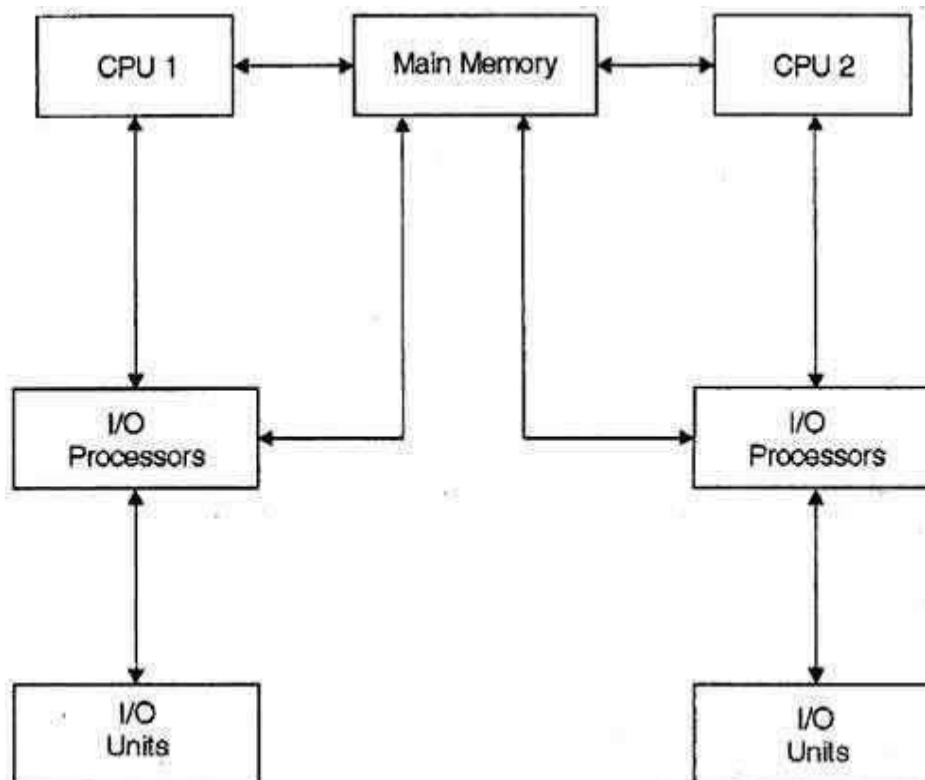 CPU 1
Main Memory
CPU 2
I/O
Processors
I/O
Processors
I/O
Units
I/O
Units